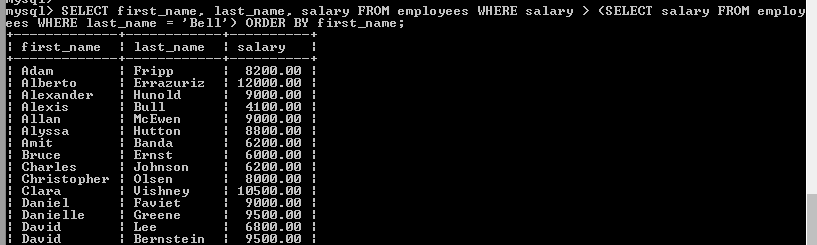 mysql>
mysql> SELECT first_name, last_name, salary FROM employees WHERE salary > (SELECT salary FROM employ
ees WHERE last_name = 'Bell') ORDER BY first_name;
+-------------+------------+----------+
| first_name | last_name | salary |
+-------------+------------+----------+
| Adam | Fripp | 8200.00 |
| Alberto | Errazuriz | 12000.00 |
| Alexander | Hunold | 9000.00 |
| Alexis | Bull | 4100.00 |
| Allan | McEwen | 9000.00 |
| Alyssa | Hutton | 8800.00 |
| Amit | Banda | 6200.00 |
| Bruce | Ernst | 6000.00 |
| Charles | Johnson | 6200.00 |
| Christopher | Olsen | 8000.00 |
| Clara | Vishney | 10500.00 |
| Daniel | Faviet | 9000.00 |
| Danielle | Greene | 9500.00 |
| David | Lee | 6800.00 |
| David | Bernstein | 9500.00 |